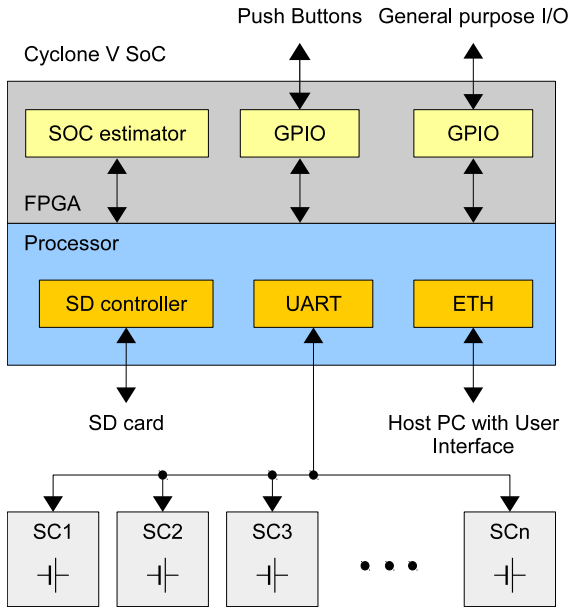 Push Buttons
General purpose I/O
Cyclone V SoC
SOC estimator
GPIO
GPIO
FPGA
Processor
SD controller
UART
ETH
SD card
Host PC with User
Interface
SC1
SC2
SC3
SCn